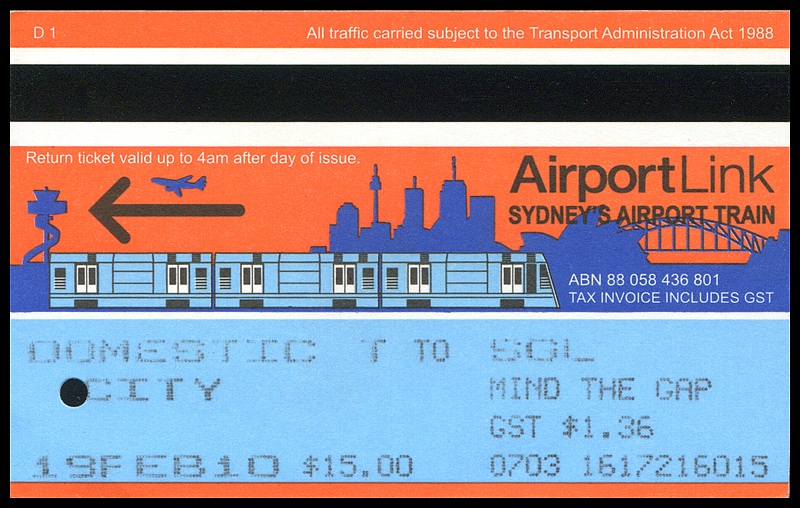 D 1 All traffic carried subject to the Transport Administration Act 1988
Return ticket valid up to 4am after day of issue.
AirportLink
SYDNEY'S AIRPORT TRAIN
ABN 88 058 436 801
TAX INVOICE INCLUDES GST
DOMESTIC T TO SGL
CITY MIND THE GAP
GST $1.36
19FEB10 $15.00 0703 1617216015